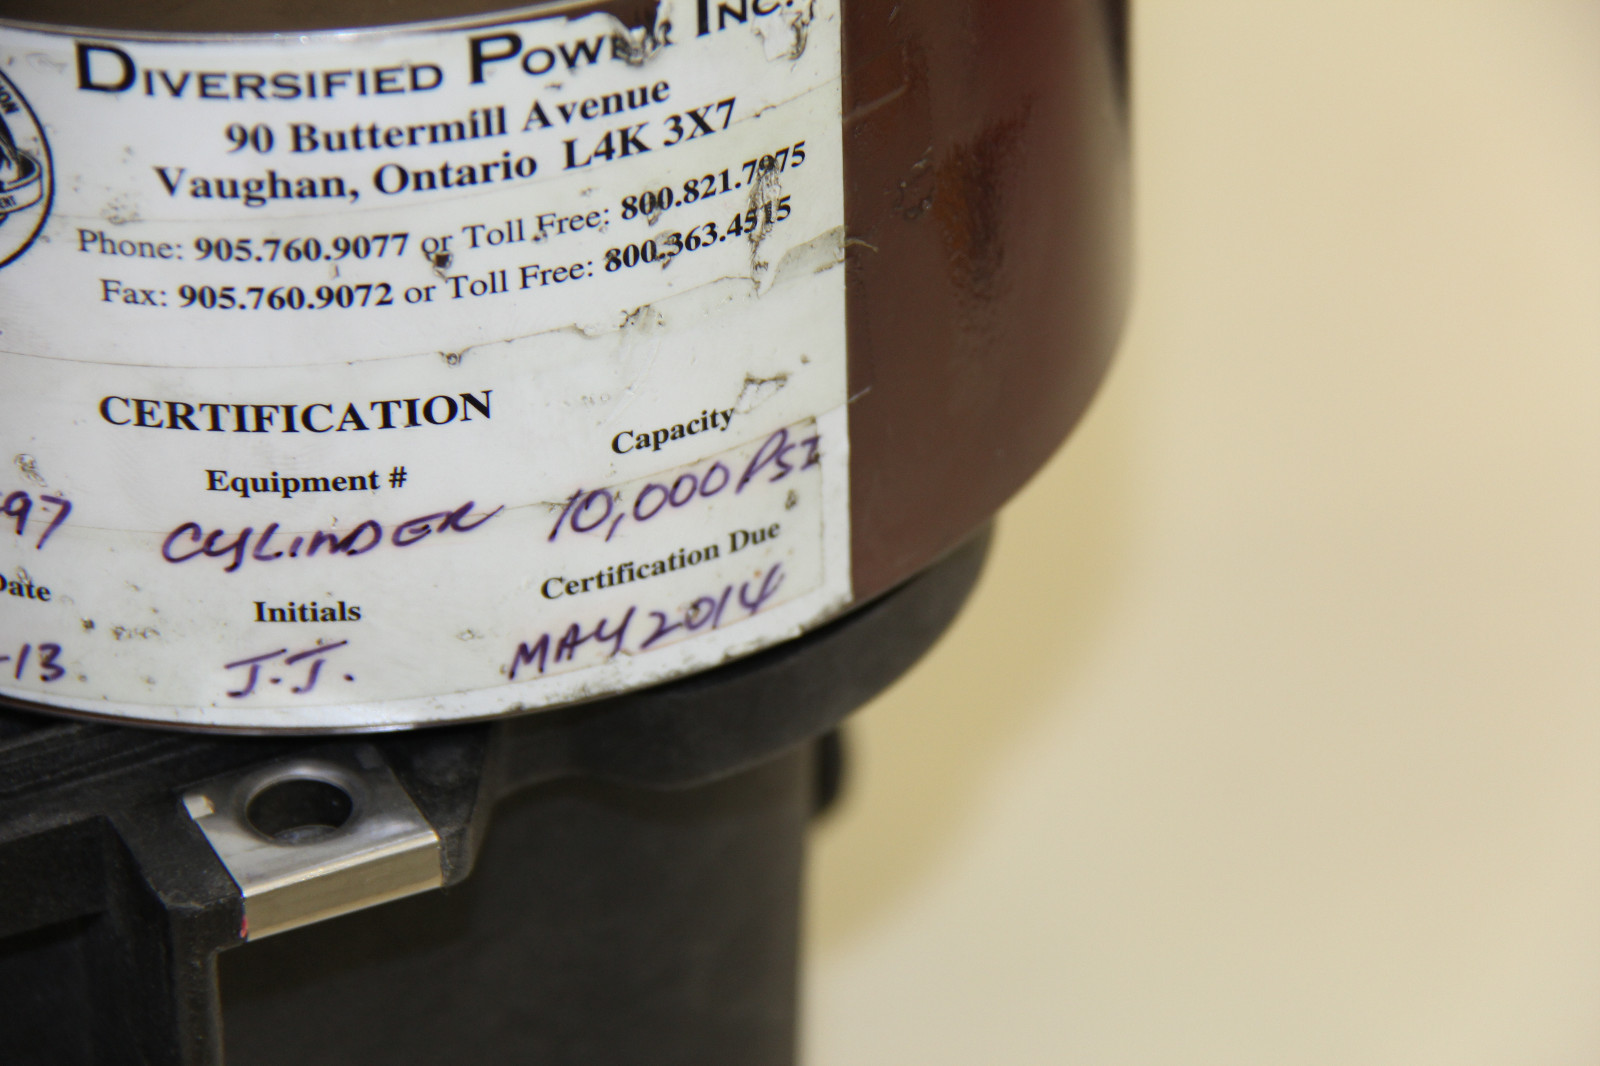 DIVERSIFIED POWER INC.
90 Buttermill Avenue
Vaughan, Ontario L4K 3X7
Phone: 905.760.9077 or Toll Free: 800.821.7975
Fax: 905.760.9072 or Toll Free: 800.363.4515
CERTIFICATION
Equipment # Capacity
97 CYLINDER 10,000 PSI
Date Initials Certification Due
-13. J.J. MAY 2014